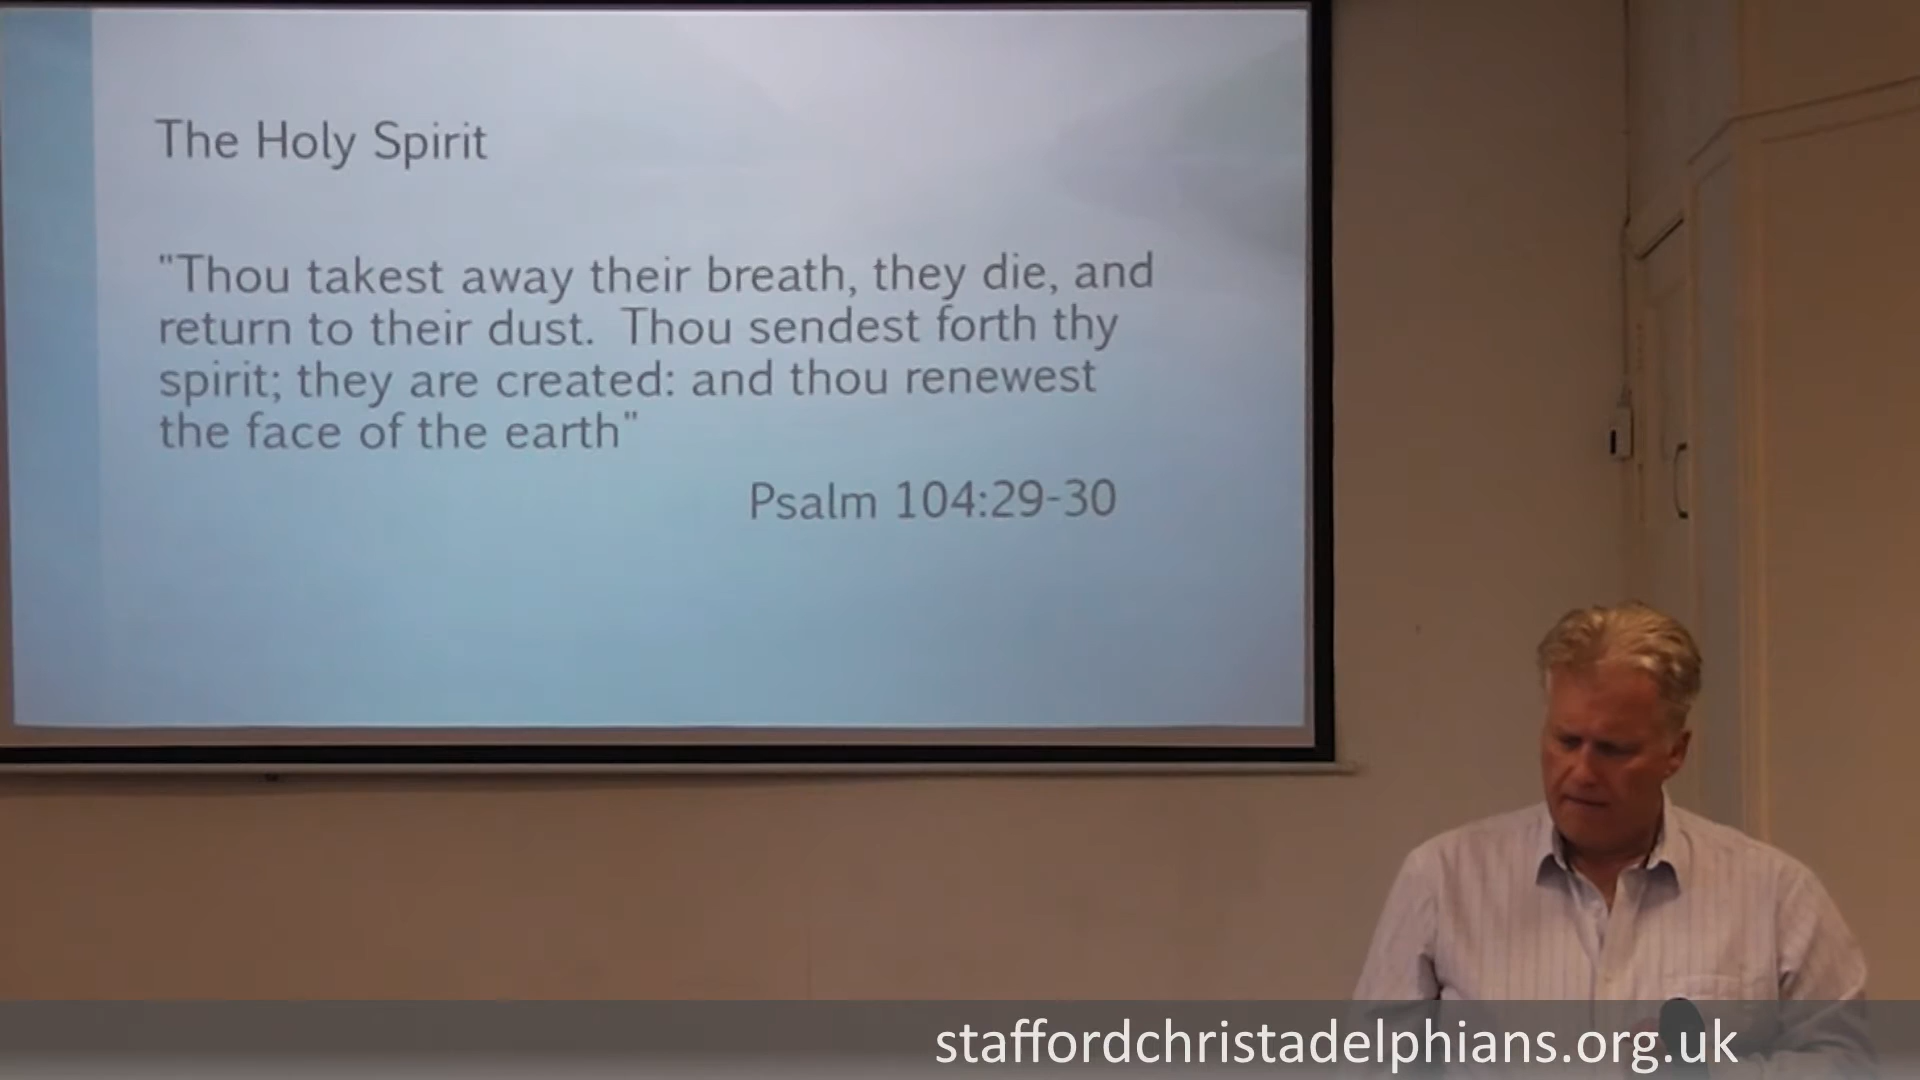 The Holy Spirit
"Thou takest away their breath, they die, and
return to their dust.  Thou sendest forth thy
spirit; they are created: and thou renewest
the face of the earth"
Psalm 104:29-30
staffordchristadelphians.org.uk